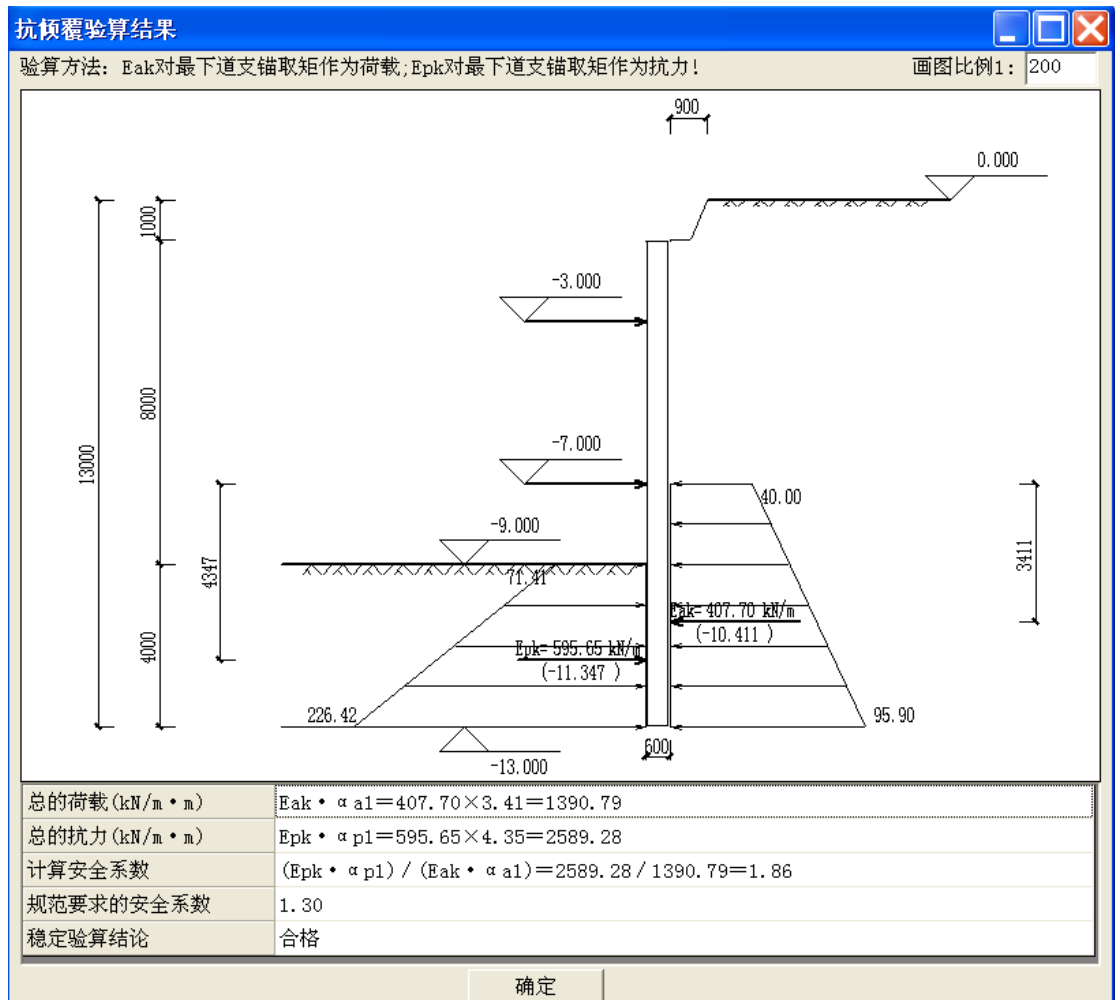 抗倾覆验算结果
验算方法: Eak对最下道支锚取矩作为荷载;Epk对最下道支锚取矩作为抗力!
画图比例1: 200
900
0.000
1000
-3.000
8000
-7.000
13000
40.00
-9.000
4347
71.41
3411
Eak=407.70 kN/m
(-10.411 )
4000
Epk=595.65 kN/m
(-11.347 )
226.42
95.90
600
-13.000
总的荷载(kN/m•m) Eak•αa1=407.70×3.41=1390.79
总的抗力(kN/m•m) Epk•αp1=595.65×4.35=2589.28
计算安全系数 (Epk•αp1)/(Eak•αa1)=2589.28/1390.79=1.86
规范要求的安全系数 1.30
稳定验算结论 合格
确定